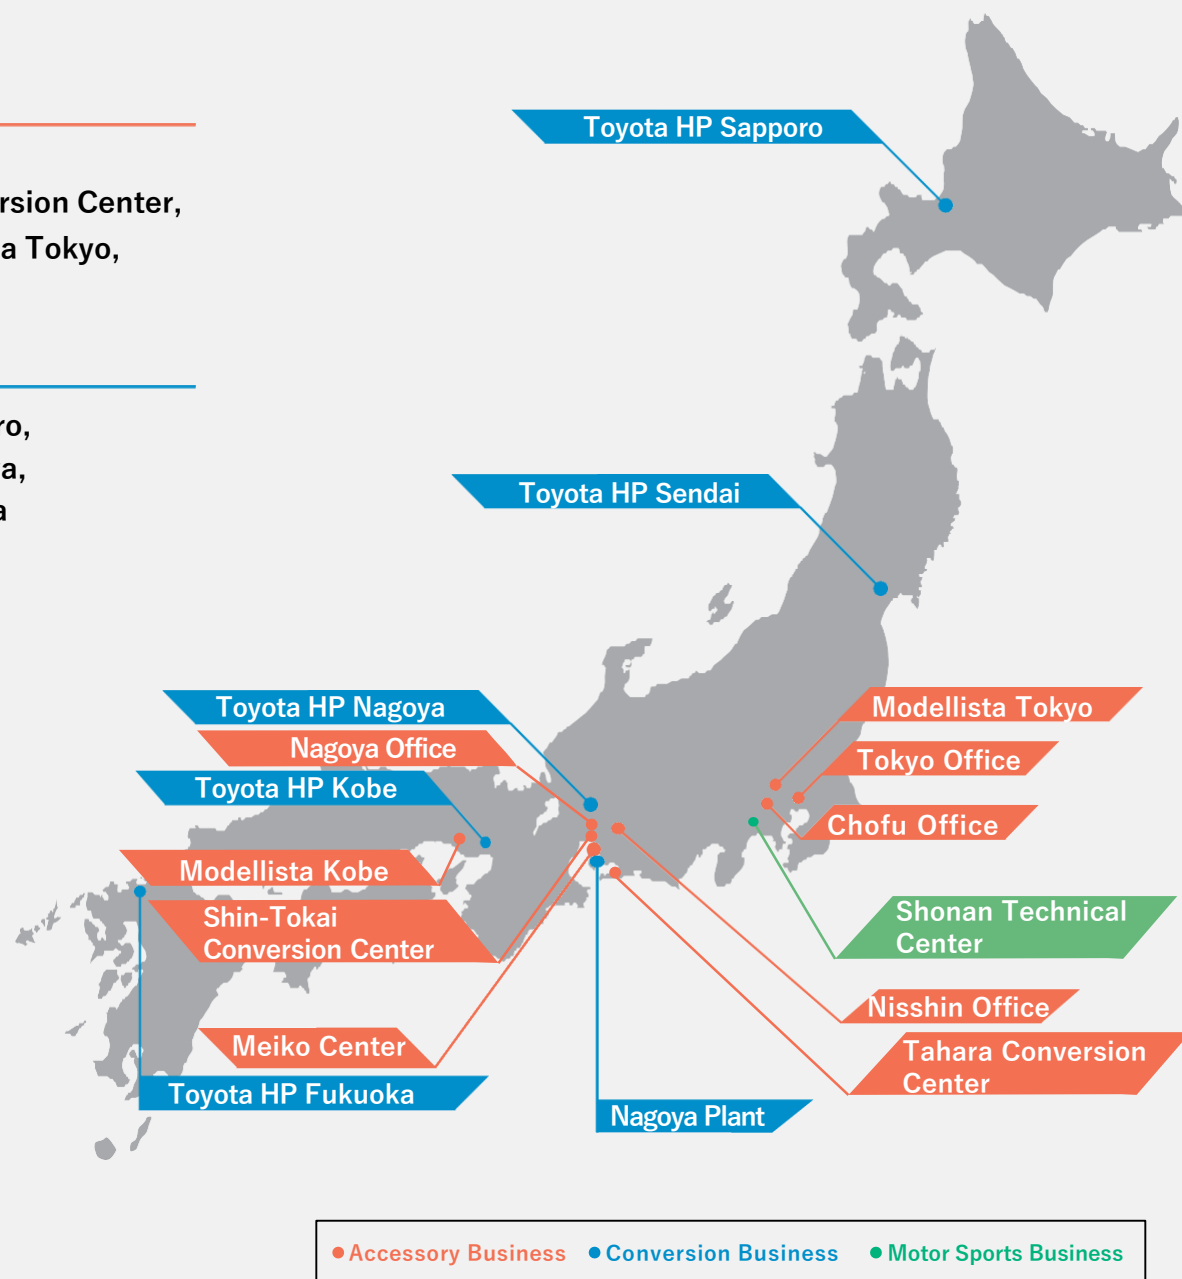 rsion Center,
a Tokyo,
ro,
a,
a
Toyota HP Sapporo
Toyota HP Sendai
Toyota HP Nagoya
Nagoya Office
Toyota HP Kobe
Modellista Kobe
Shin-Tokai
Conversion Center
Meiko Center
Toyota HP Fukuoka
Nagoya Plant
Modellista Tokyo
Tokyo Office
Chofu Office
Shonan Technical
Center
Nisshin Office
Tahara Conversion
Center
Accessory Business Conversion Business Motor Sports Business